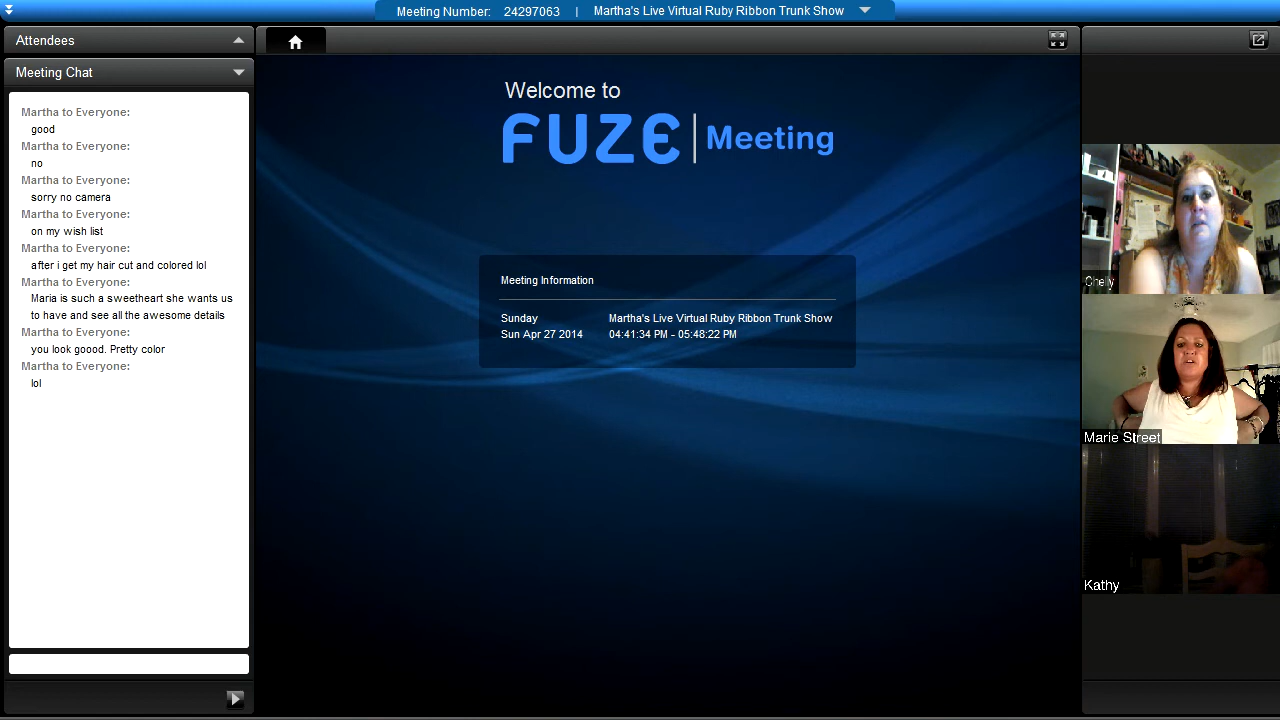 Meeting Number: 24297063 | Martha's Live Virtual Ruby Ribbon Trunk Show
Attendees
Meeting Chat
Martha to Everyone:
good
Martha to Everyone:
no
Martha to Everyone:
sorry no camera
Martha to Everyone:
on my wish list
Martha to Everyone:
after i get my hair cut and colored lol
Martha to Everyone:
Maria is such a sweetheart she wants us
to have and see all the awesome details
Martha to Everyone:
you look goood. Pretty color
Martha to Everyone:
lol
Welcome to
FUZE | Meeting
Meeting Information
Sunday Martha's Live Virtual Ruby Ribbon Trunk Show
Sun Apr 27 2014 04:41:34 PM - 05:48:22 PM
Chelly
Marie Street
Kathy